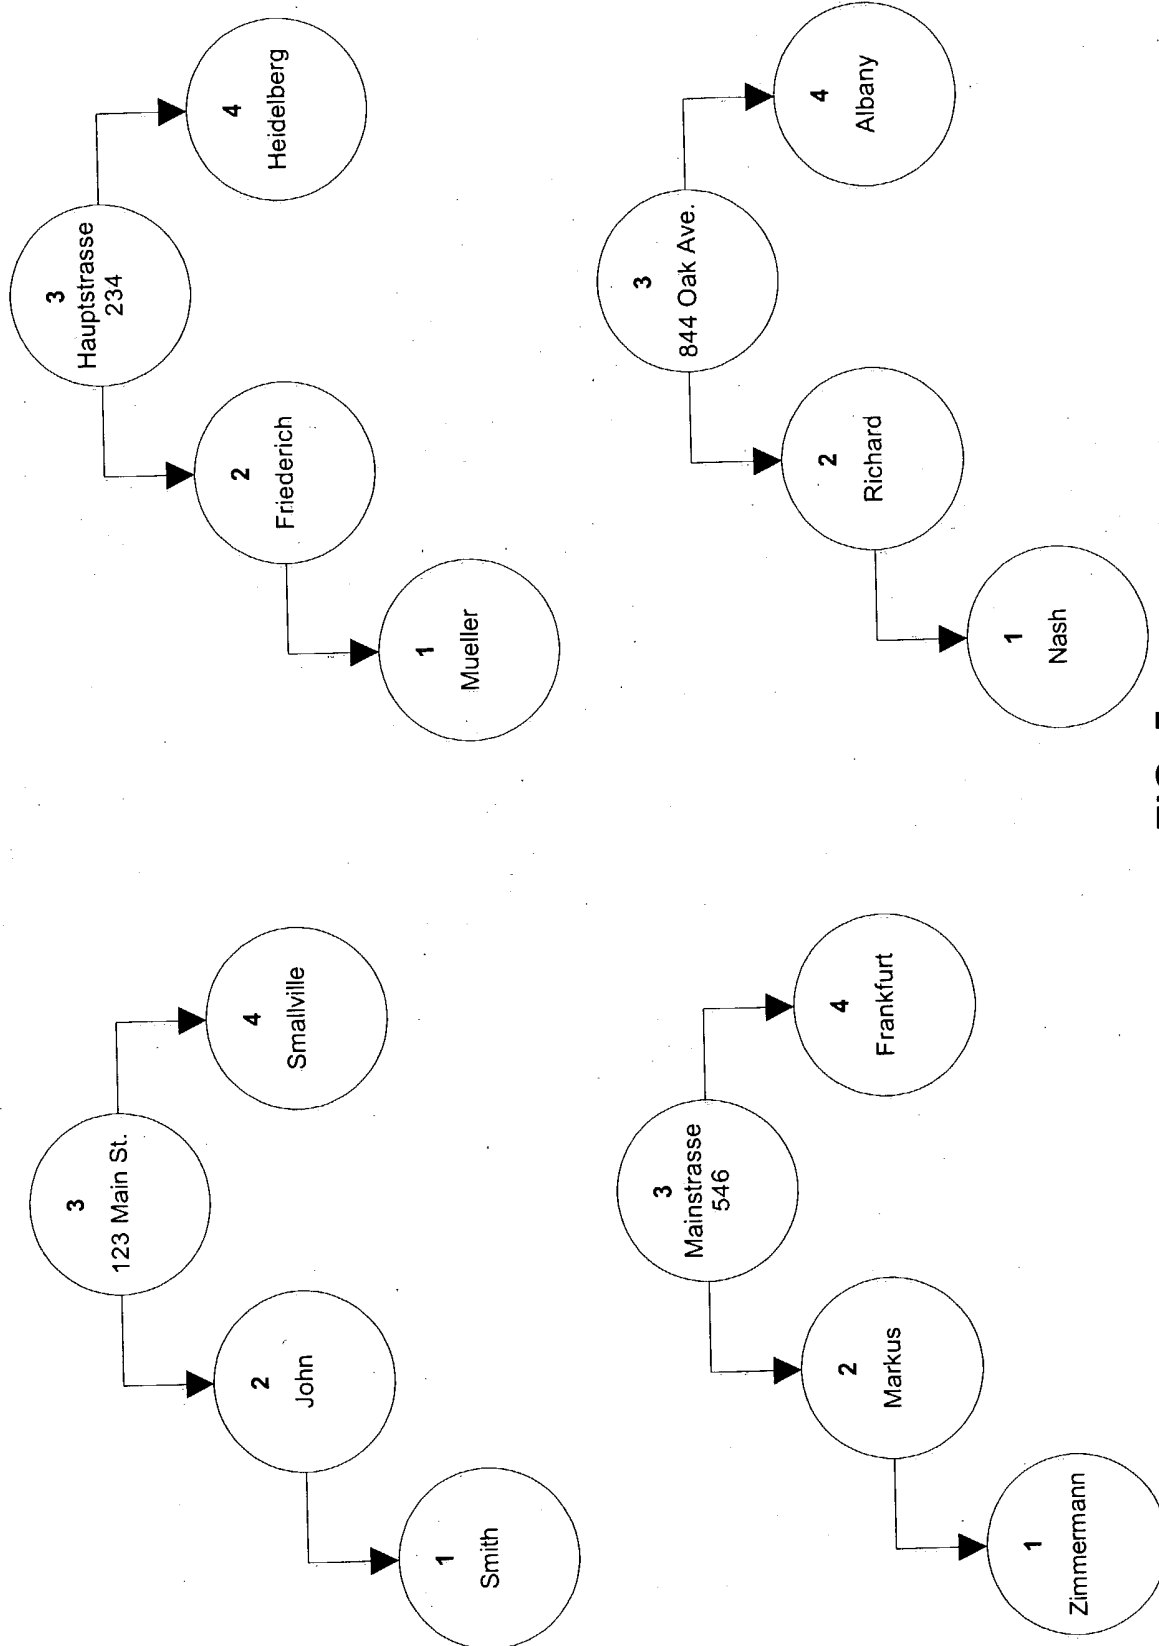 3
123 Main St.
2
John
4
Smallville
1
Smith
3
Hauptstrasse
234
2
Friederich
4
Heidelberg
1
Mueller
3
Mainstrasse
546
2
Markus
4
Frankfurt
1
Zimmermann
3
844 Oak Ave.
2
Richard
4
Albany
1
Nash